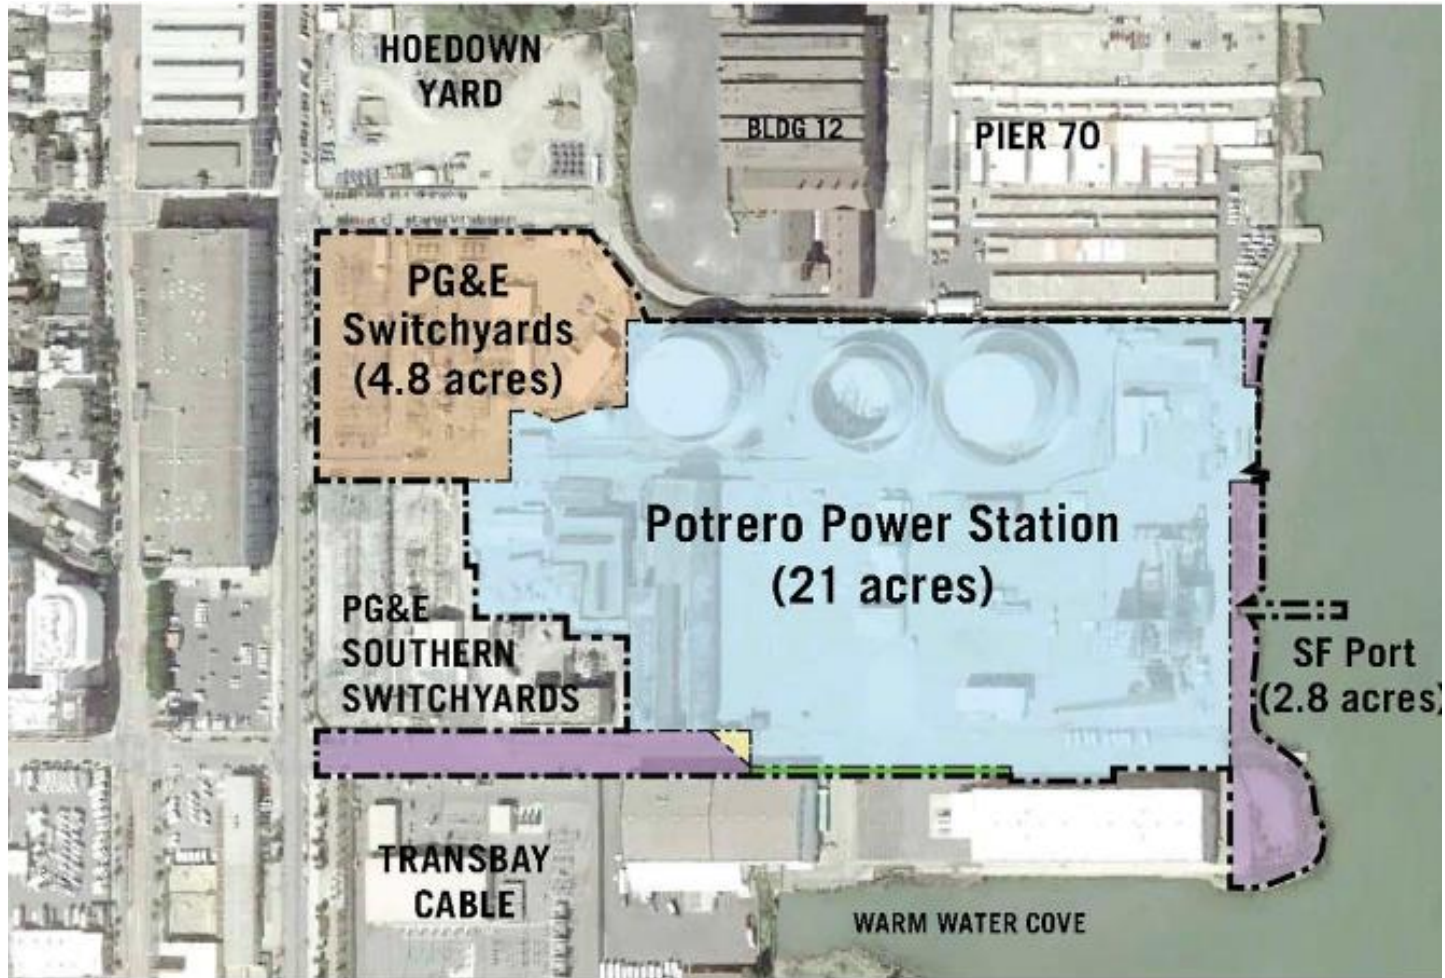 HOEDOWN
YARD
BLDG 12
PIER 70
PG&E
Switchyards
(4.8 acres)
Potrero Power Station
(21 acres)
PG&E
SOUTHERN
SWITCHYARDS
SF Port
(2.8 acres)
TRANSBAY
CABLE
WARM WATER COVE